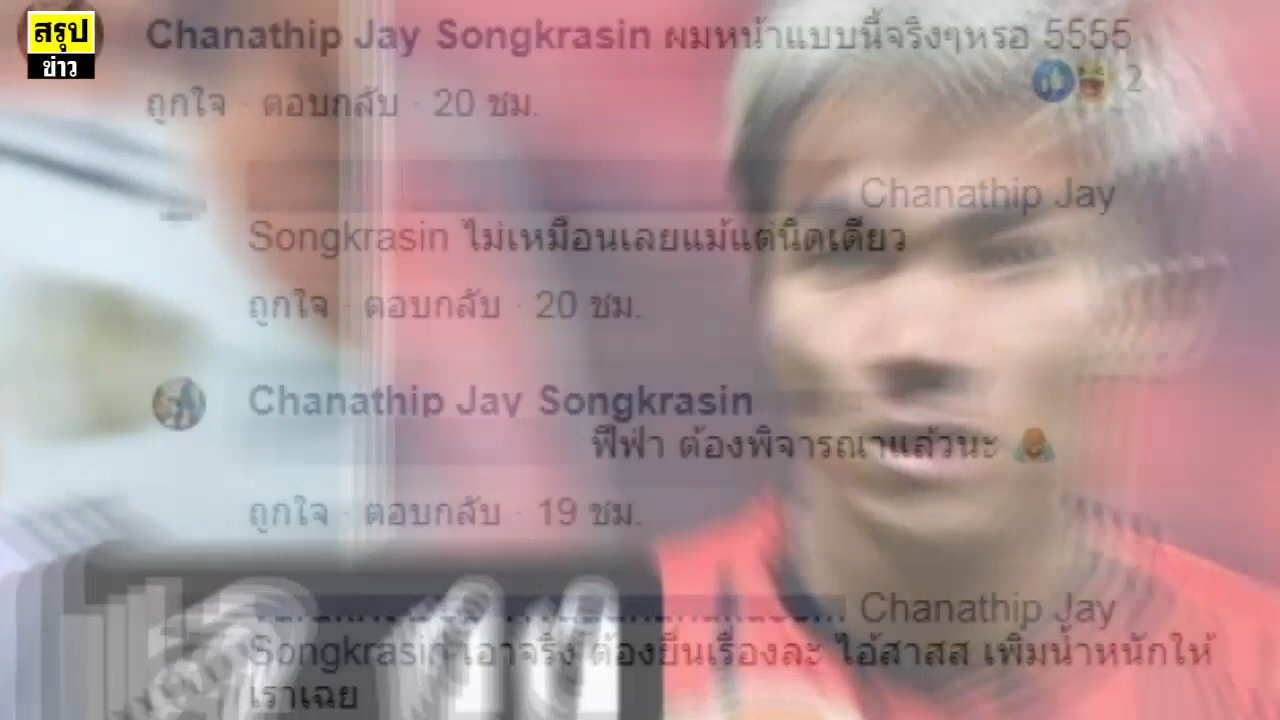 สรุป
ข่าว
Chanathip Jay Songkrasin ผมหน้าแบบนี้จริงๆหรอ 5555
2
ถูกใจ · ตอบกลับ · 20 ชม.
Chanathip Jay
Songkrasin ไม่เหมือนเลยแม้แต่นิดเดียว
ถูกใจ · ตอบกลับ · 20 ชม.
Chanathip Jay Songkrasin
ฟีฟ่า ต้องพิจารณาแล้วนะ
ถูกใจ · ตอบกลับ · 19 ชม.
Chanathip Jay
Songkrasin เอาจริง ต้องยื่นเรื่องละ ไอ้สาสส เพิ่มน้ำหนักให้
เราเฉย